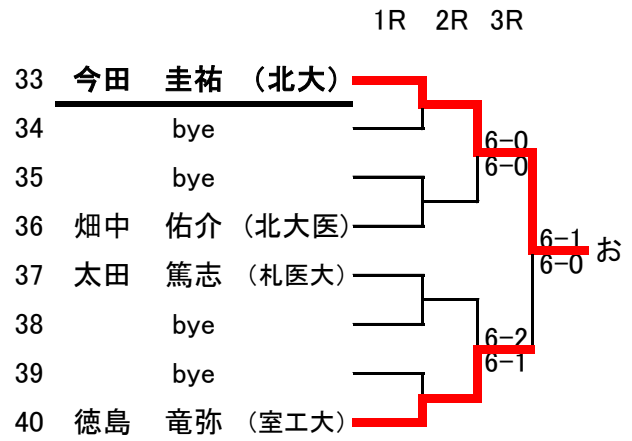 1R 2R 3R
33 今田 圭祐 (北大)
34 bye
6-0
6-0
35 bye
36 畑中 佑介 (北大医)
6-1
6-0
お
37 太田 篤志 (札医大)
38 bye
6-2
6-1
39 bye
40 徳島 竜弥 (室工大)